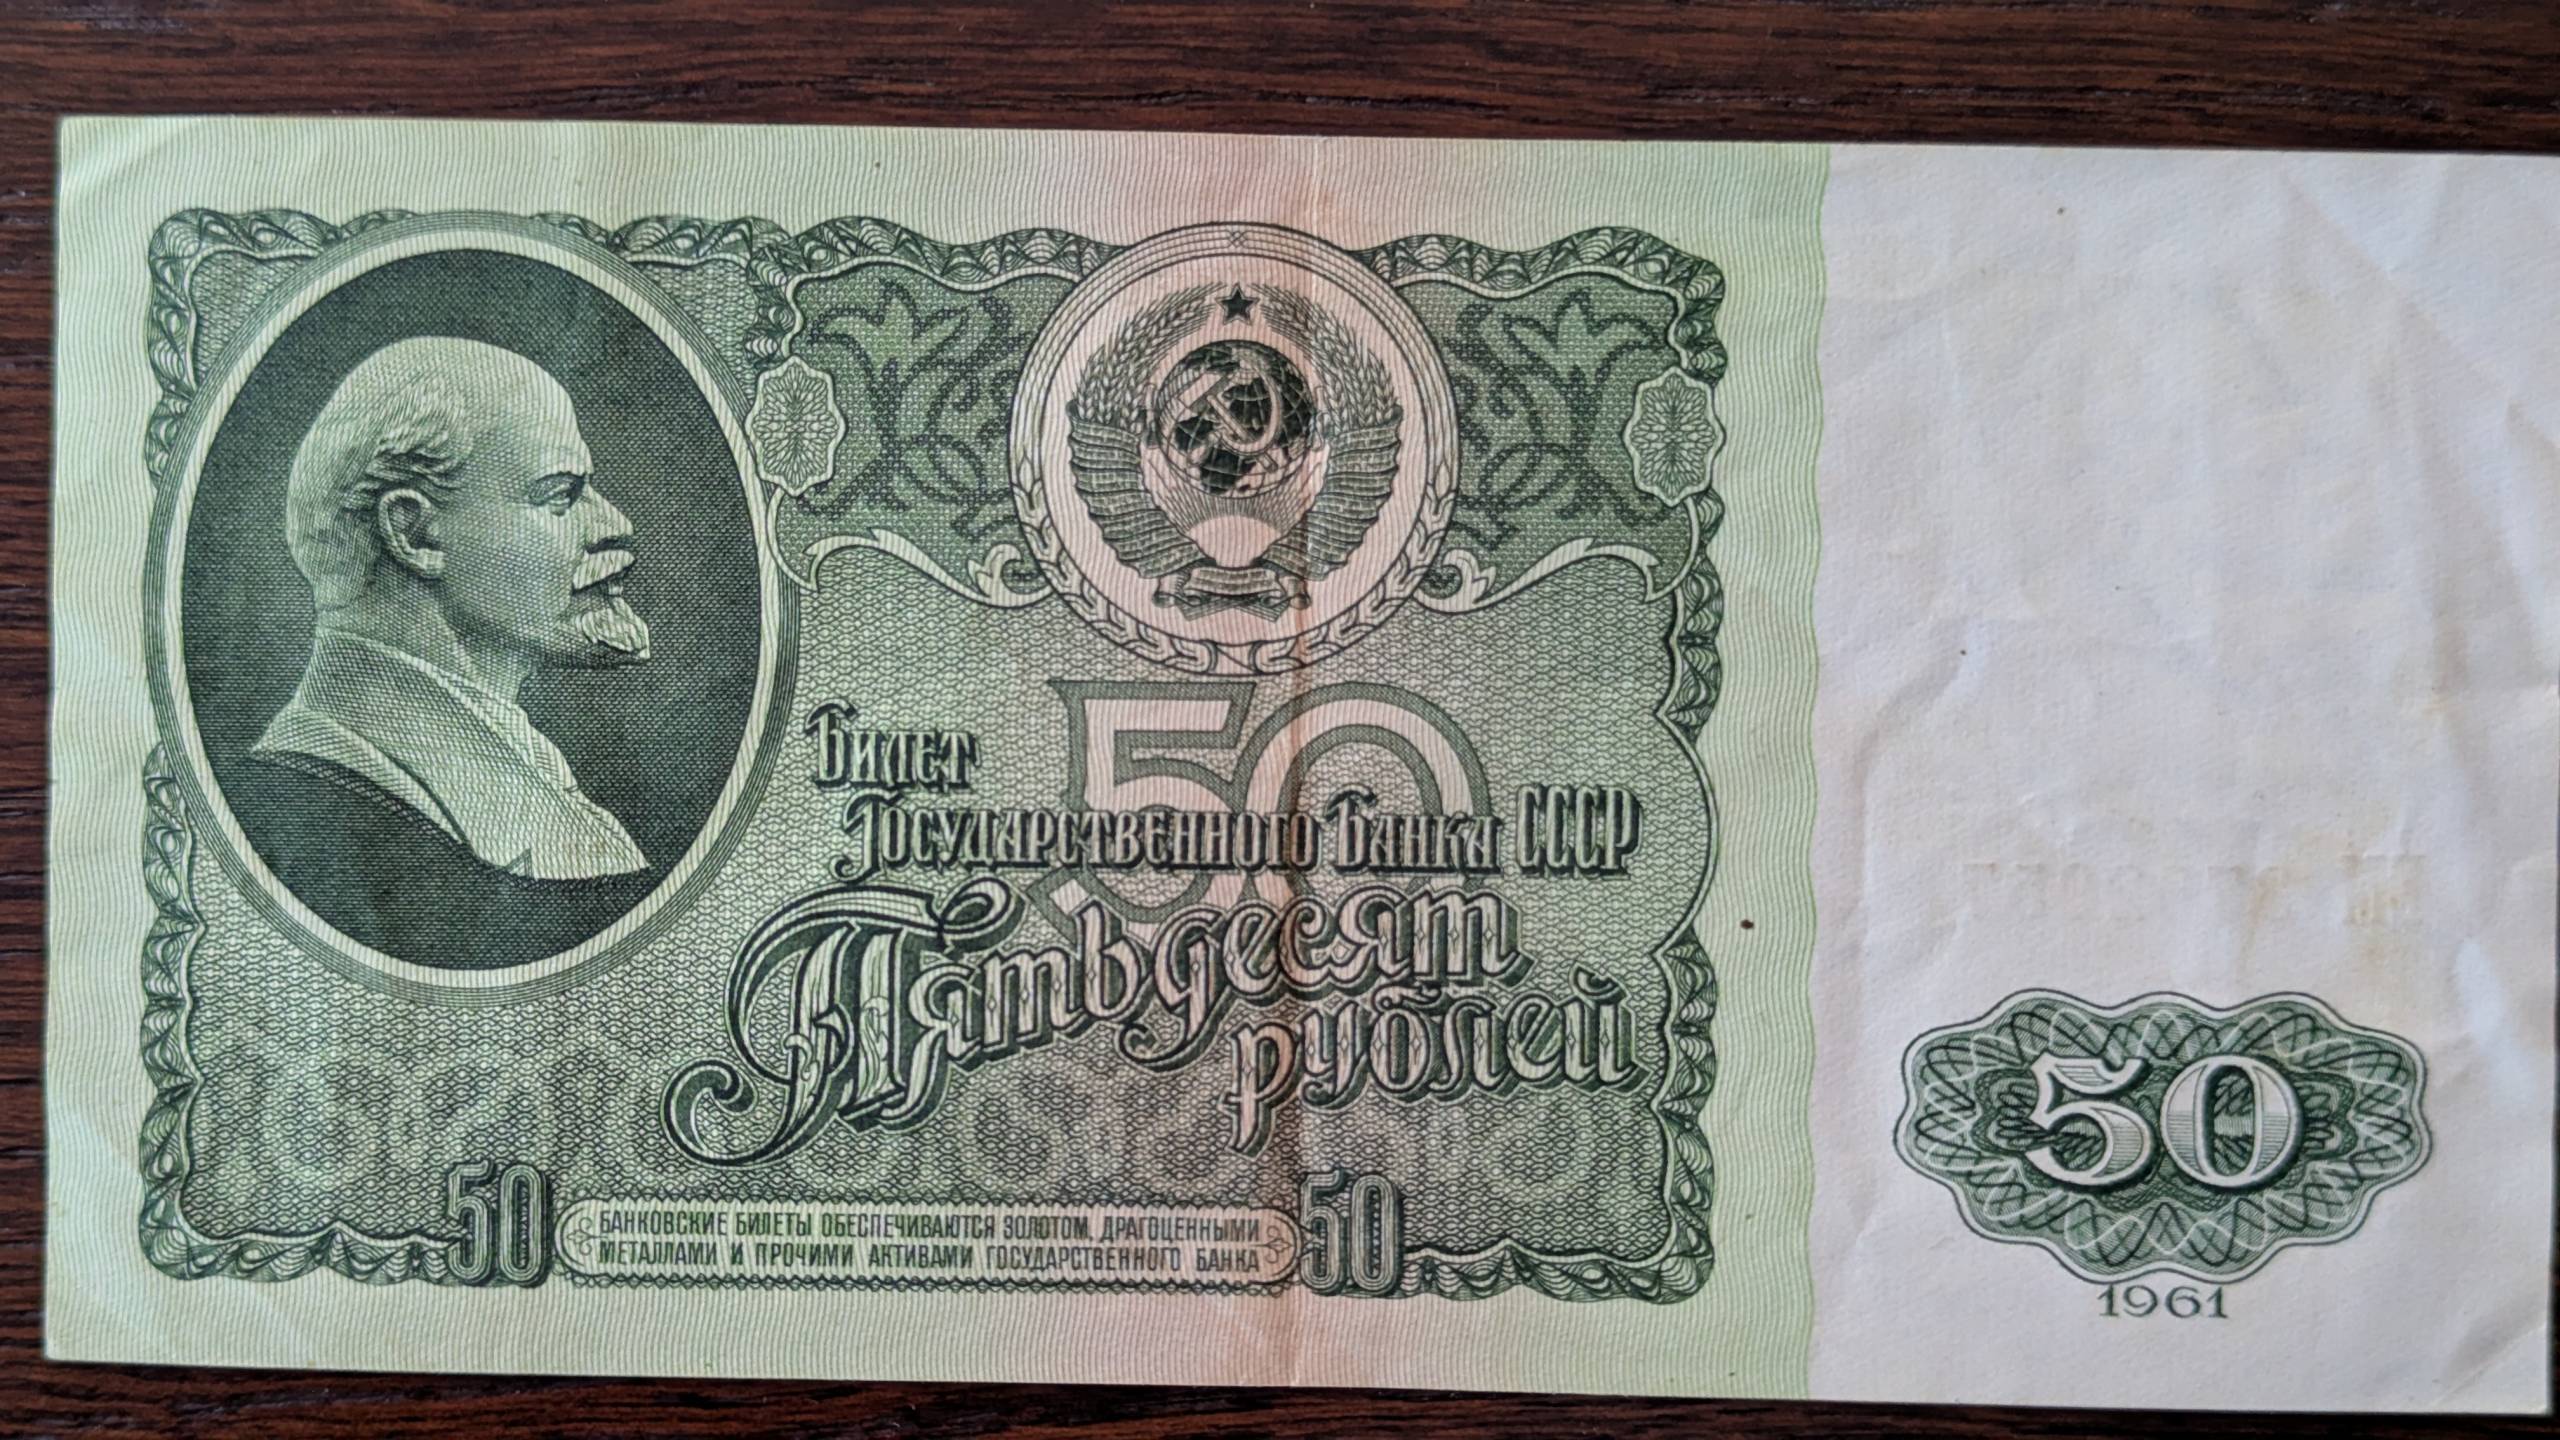 Билет
Государственного Банка СССР
50
Пятьдесят
рублей
50
БАНКОВСКИЕ БИЛЕТЫ ОБЕСПЕЧИВАЮТСЯ ЗОЛОТОМ, ДРАГОЦЕННЫМИ
МЕТАЛЛАМИ И ПРОЧИМИ АКТИВАМИ ГОСУДАРСТВЕННОГО БАНКА
50
50
1961